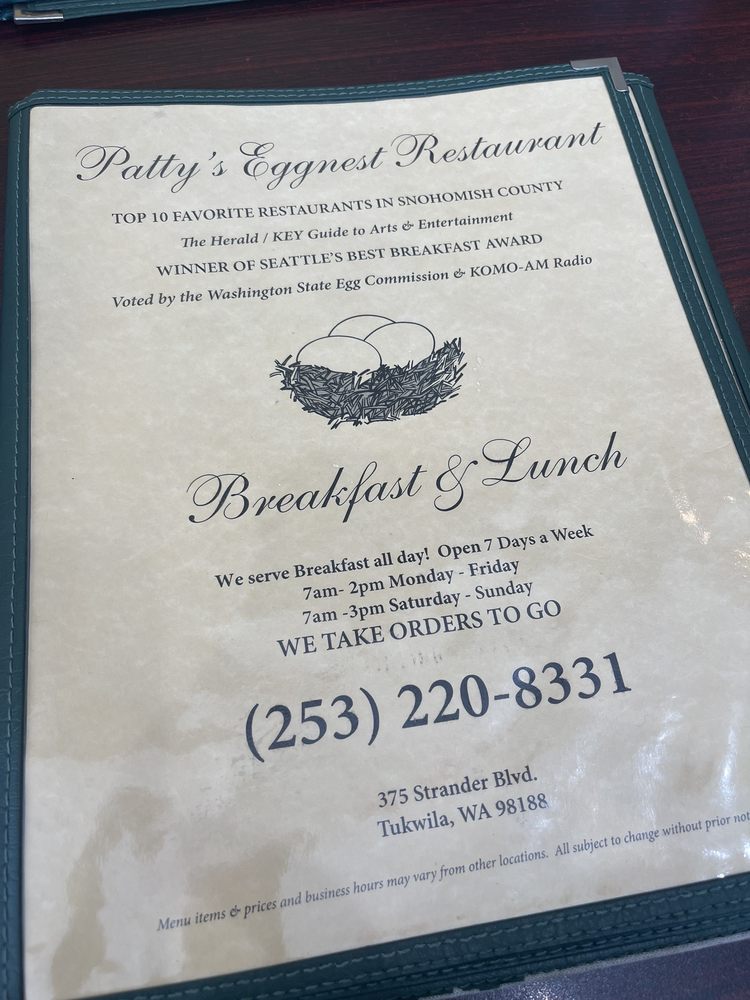 Patty's Eggnest Restaurant
TOP 10 FAVORITE RESTAURANTS IN SNOHOMISH COUNTY
The Herald / KEY Guide to Arts & Entertainment
WINNER OF SEATTLE'S BEST BREAKFAST AWARD
Voted by the Washington State Egg Commission & KOMO-AM Radio
Breakfast & Lunch
We serve Breakfast all day! Open 7 Days a Week
7am- 2pm Monday - Friday
7am -3pm Saturday - Sunday
WE TAKE ORDERS TO GO
(253) 220-8331
375 Strander Blvd.
Tukwila, WA 98188
Menu items & prices and business hours may vary from other locations. All subject to change without prior not